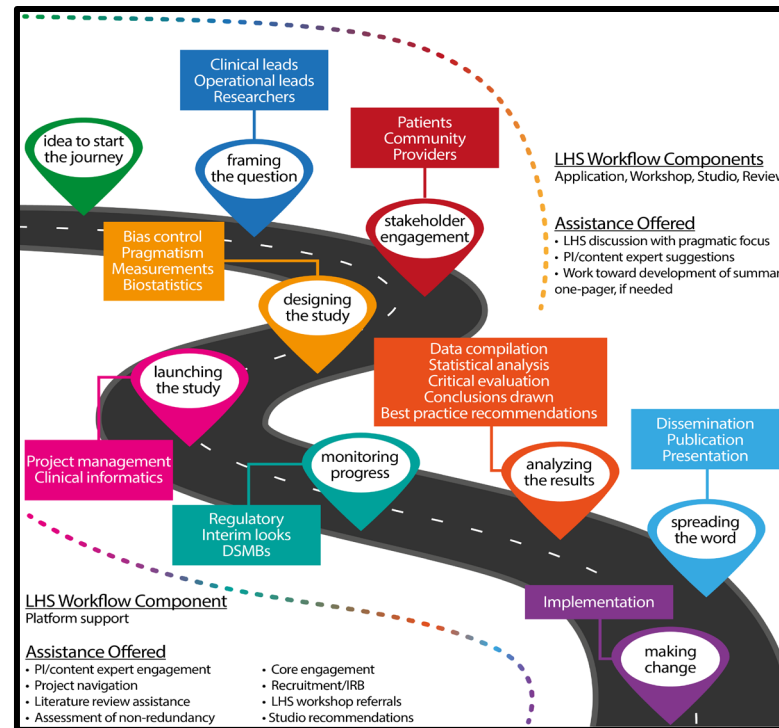 Clinical leads
Operational leads
Researchers
idea to start
the journey
framing
the question
Patients
Community
Providers
stakeholder
engagement
LHS Workflow Components
Application, Workshop, Studio, Review
Assistance Offered
• LHS discussion with pragmatic focus
• PI/content expert suggestions
• Work toward development of summar
one-pager, if needed
Bias control
Pragmatism
Measurements
Biostatistics
designing
the study
launching
the study
Project management
Clinical informatics
monitoring
progress
Regulatory
Interim looks
DSMBs
Data compilation
Statistical analysis
Critical evaluation
Conclusions drawn
Best practice recommendations
analyzing
the results
Dissemination
Publication
Presentation
spreading
the word
Implementation
making
change
LHS Workflow Component
Platform support
Assistance Offered
• PI/content expert engagement
• Project navigation
• Literature review assistance
• Assessment of non-redundancy
• Core engagement
• Recruitment/IRB
• LHS workshop referrals
• Studio recommendations